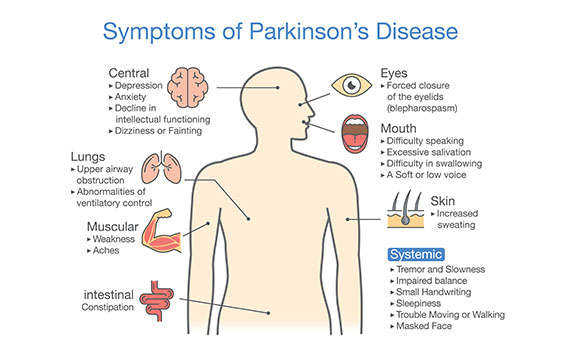 Symptoms of Parkinson's Disease
Central
▸ Depression
▸ Anxiety
▸ Decline in
intellectual functioning
▸ Dizziness or Fainting
Lungs
▸ Upper airway
obstruction
▸ Abnormalities of
ventilatory control
Muscular
▸ Weakness
▸ Aches
intestinal
Constipation
Eyes
▸ Forced closure
of the eyelids
(blepharospasm)
Mouth
▸ Difficulty speaking
▸ Excessive salivation
▸ Difficulty in swallowing
▸ A Soft or low voice
Skin
▸ Increased
sweating
Systemic
▸ Tremor and Slowness
▸ Impaired balance
▸ Small Handwriting
▸ Sleepiness
▸ Trouble Moving or Walking
▸ Masked Face